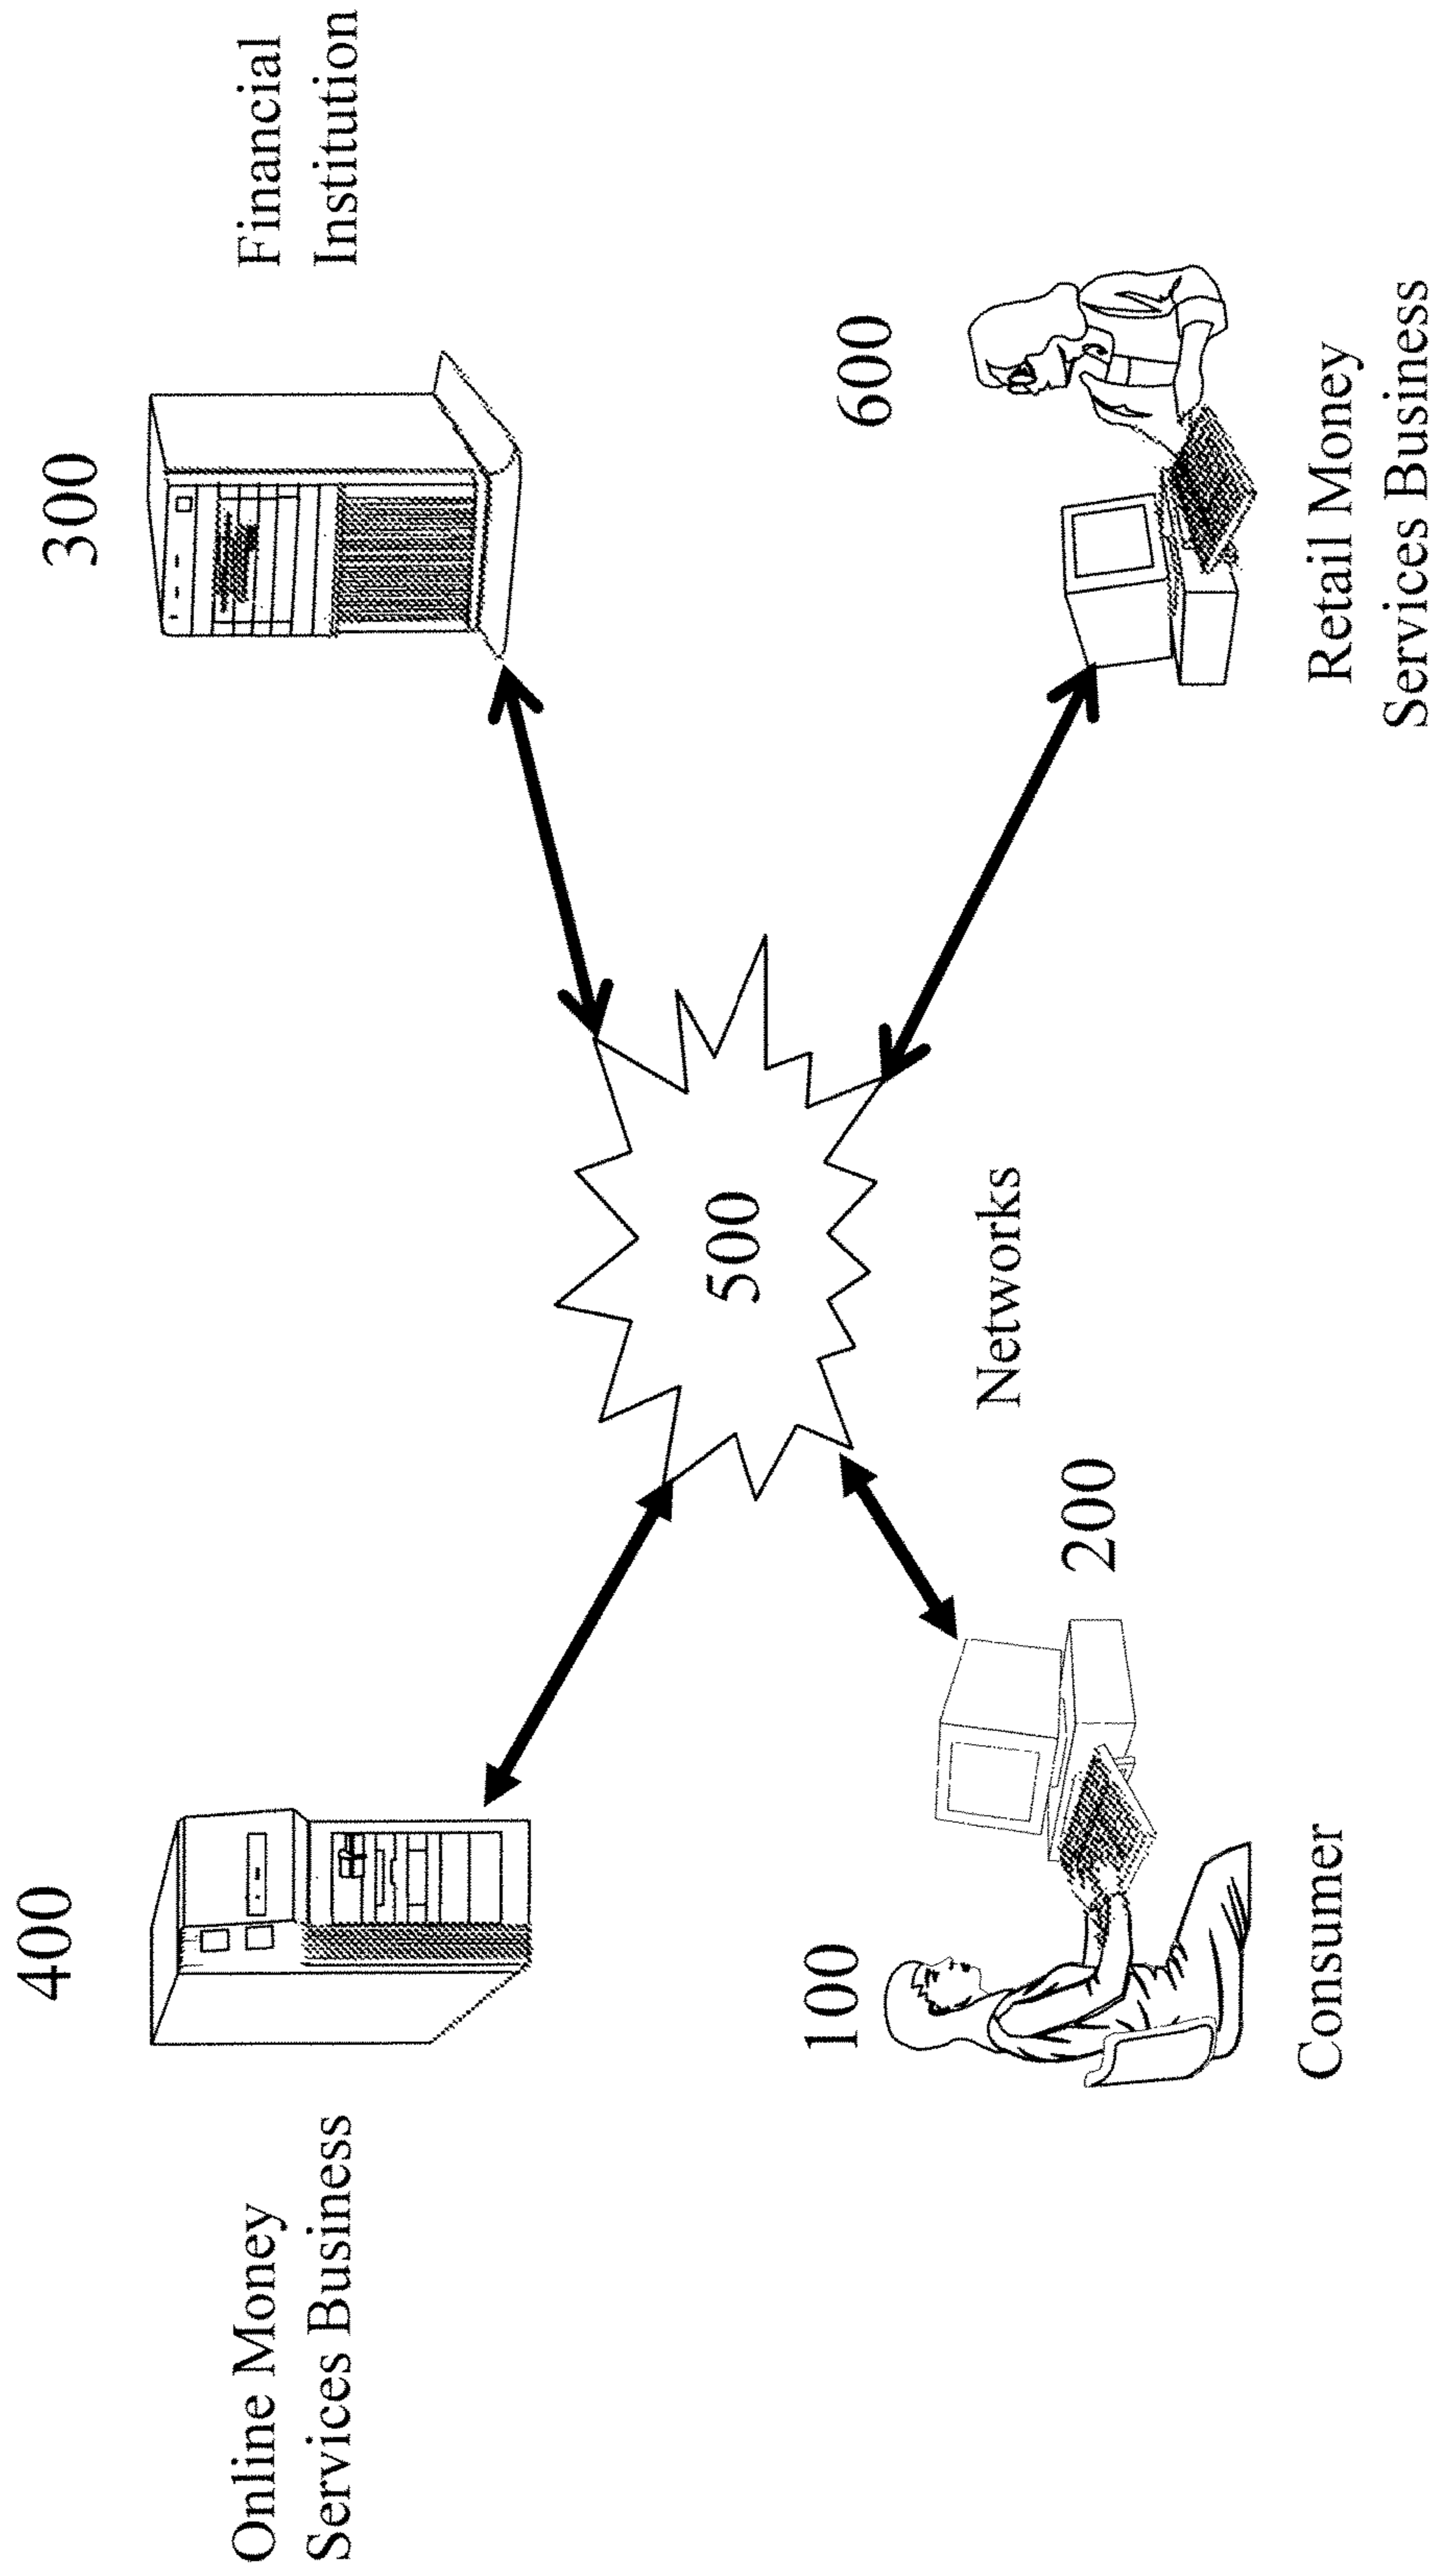 400
Online Money
Services Business
300
Financial
Institution
500
Networks
100
200
Consumer
600
Retail Money
Services Business